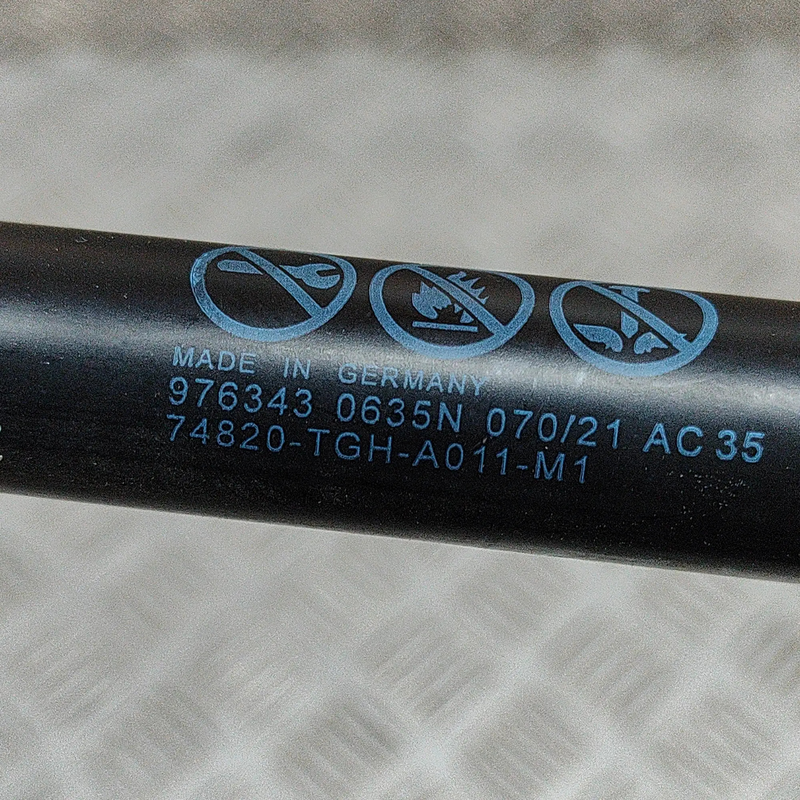 MADE IN GERMANY
976343 0635N 070/21 AC 35
74820-TGH-A011-M1